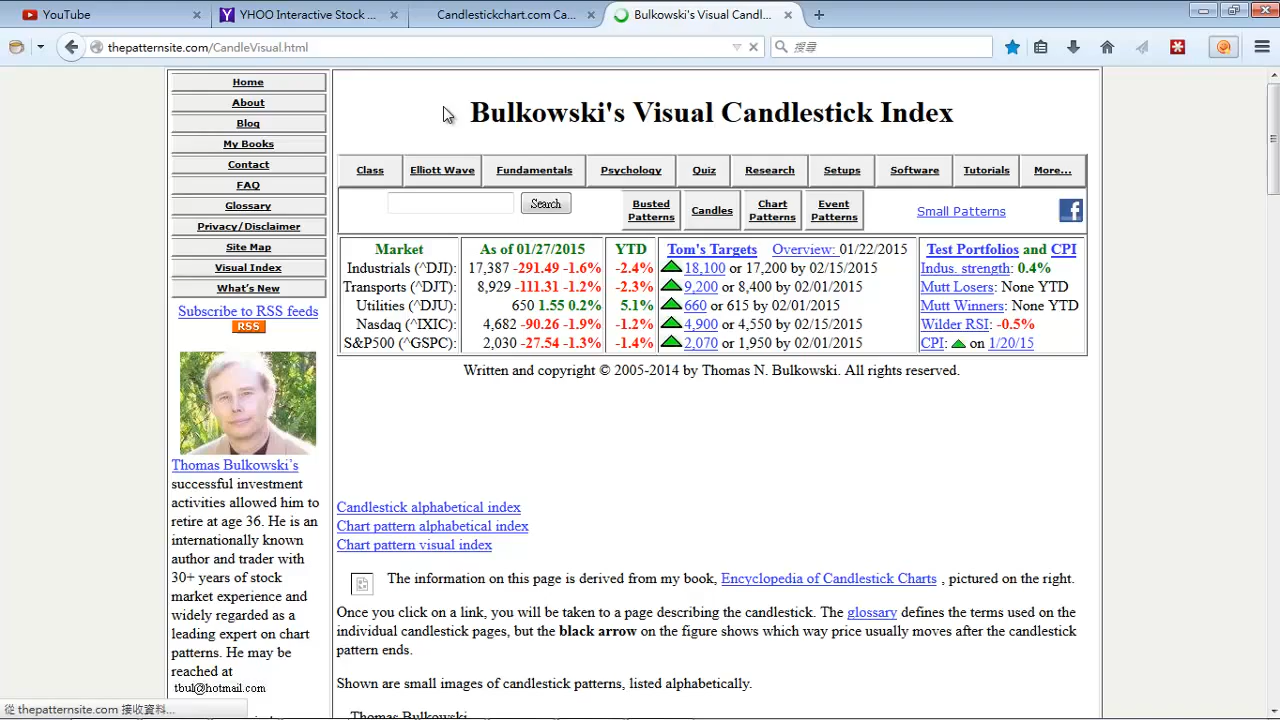 YouTube
YHOO Interactive Stock ...
Candlestickchart.com Ca...
Bulkowski's Visual Candl...
thepatternsite.com/CandleVisual.html
搜尋
Home
About
Blog
My Books
Contact
FAQ
Glossary
Privacy/Disclaimer
Site Map
Visual Index
What's New
Subscribe to RSS feeds
RSS
Thomas Bulkowski's
successful investment
activities allowed him to
retire at age 36. He is an
internationally known
author and trader with
30+ years of stock
market experience and
widely regarded as a
leading expert on chart
patterns. He may be
reached at
tbul@hotmail.com
Bulkowski's Visual Candlestick Index
Class Elliott Wave Fundamentals Psychology Quiz Research Setups Software Tutorials More...
Search
Busted Patterns
Candles
Chart Patterns
Event Patterns
Small Patterns
Market As of 01/27/2015 YTD Tom's Targets Overview: 01/22/2015 Test Portfolios and CPI
Industrials (^DJI): 17,387 -291.49 -1.6% -2.4% 18,100 or 17,200 by 02/15/2015 Indus. strength: 0.4%
Transports (^DJT): 8,929 -111.31 -1.2% -2.3% 9,200 or 8,400 by 02/01/2015 Mutt Losers: None YTD
Utilities (^DJU): 650 1.55 0.2% 5.1% 660 or 615 by 02/01/2015 Mutt Winners: None YTD
Nasdaq (^IXIC): 4,682 -90.26 -1.9% -1.2% 4,900 or 4,550 by 02/15/2015 Wilder RSI: -0.5%
S&P500 (^GSPC): 2,030 -27.54 -1.3% -1.4% 2,070 or 1,950 by 02/01/2015 CPI: on 1/20/15
Written and copyright © 2005-2014 by Thomas N. Bulkowski. All rights reserved.
Candlestick alphabetical index
Chart pattern alphabetical index
Chart pattern visual index
The information on this page is derived from my book, Encyclopedia of Candlestick Charts , pictured on the right.
Once you click on a link, you will be taken to a page describing the candlestick. The glossary defines the terms used on the
individual candlestick pages, but the black arrow on the figure shows which way price usually moves after the candlestick
pattern ends.
Shown are small images of candlestick patterns, listed alphabetically.
Thomas Bulkowski
從 thepatternsite.com 接收資料...